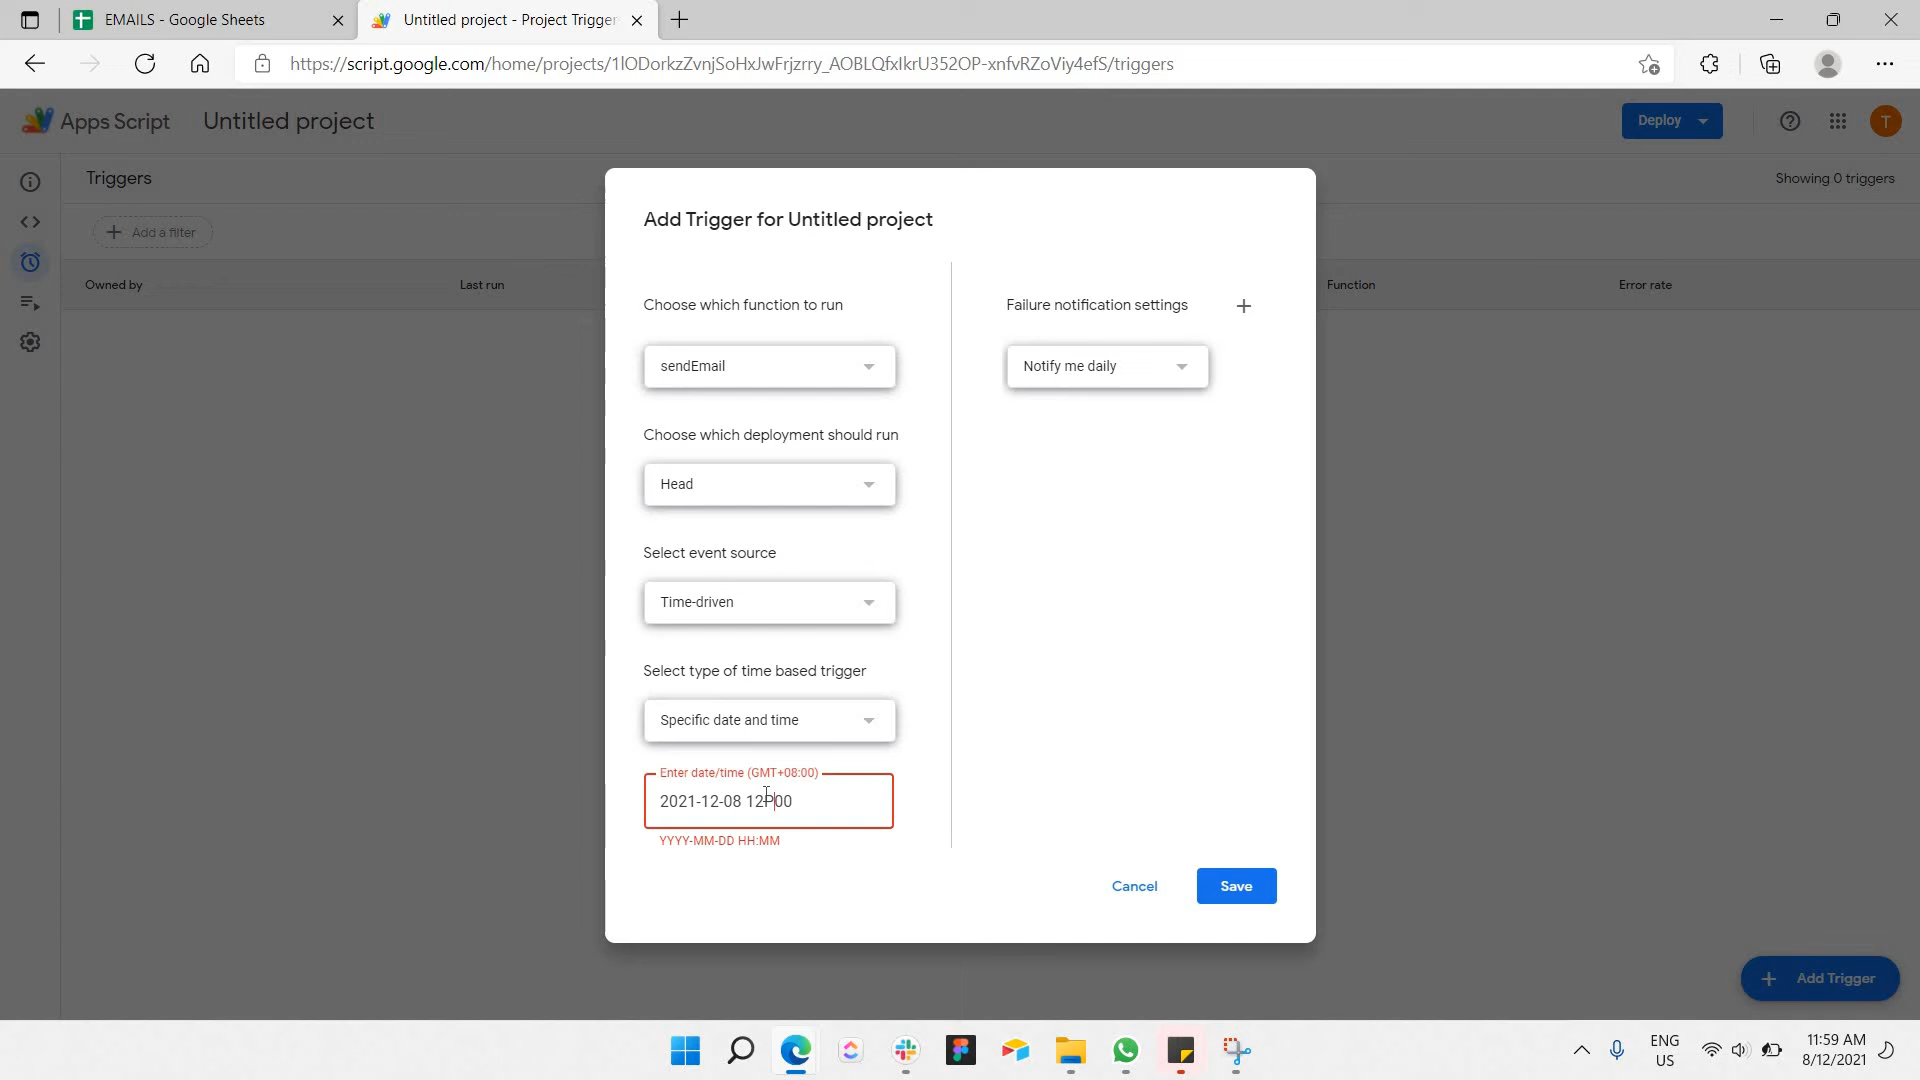 EMAILS - Google Sheets
Untitled project - Project Trigger
https://script.google.com/home/projects/1lODorkzZvnjSoHxJwFrjzrry_AOBLQfxIkrU352OP-xnfvRZoViy4efS/triggers
Apps Script
Untitled project
Deploy
T
Triggers
Showing 0 triggers
Add a filter
Owned by
Last run
Function
Error rate
Add Trigger for Untitled project
Choose which function to run
Failure notification settings
sendEmail
Notify me daily
Choose which deployment should run
Head
Select event source
Time-driven
Select type of time based trigger
Specific date and time
Enter date/time (GMT+08:00)
2021-12-08 12P00
YYYY-MM-DD HH:MM
Cancel
Save
Add Trigger
ENG
US
11:59 AM
8/12/2021